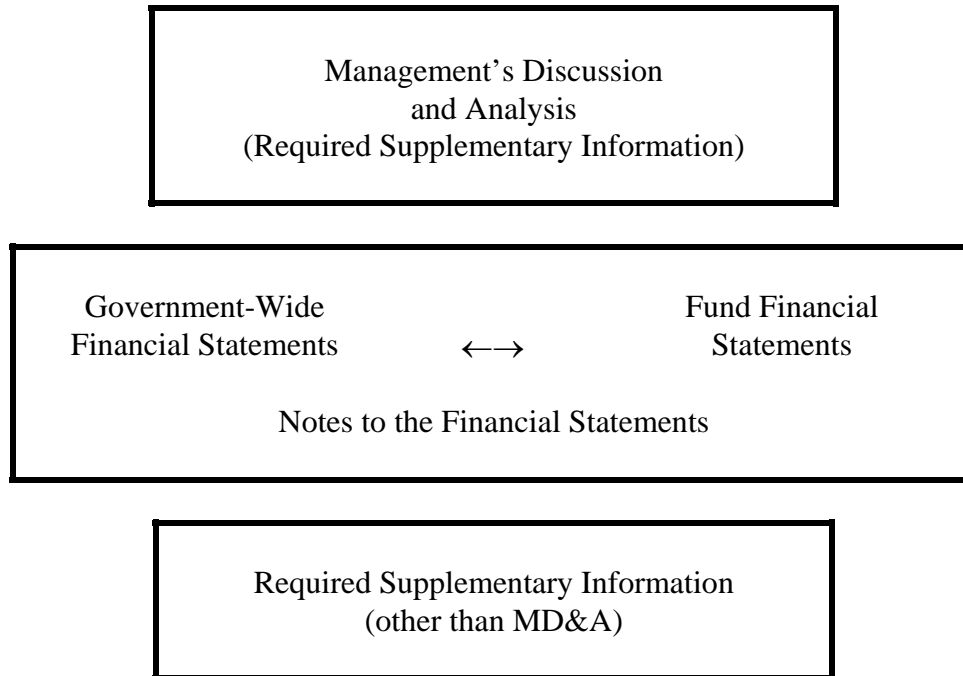 Management’s Discussion
and Analysis
(Required Supplementary Information)
Government-Wide
Financial Statements
←→
Fund Financial
Statements
Notes to the Financial Statements
Required Supplementary Information
(other than MD&A)